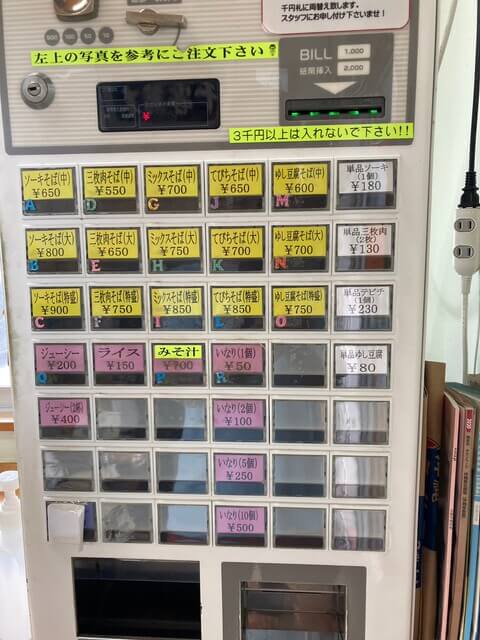 千円札に両替え致します。
スタッフにお申し付け下さいませ!
500 100 50 10
左上の写真を参考にご注文下さい
BILL
紙幣挿入
1,000
2,000
¥
3千円以上は入れないで下さい!!
ソーキそば(中)
¥650
A
三枚肉そば(中)
¥550
D
ミックスそば(中)
¥700
G
てびちそば(中)
¥650
J
ゆし豆腐そば(中)
¥600
M
単品ソーキ
(1個)
¥180
ソーキそば(大)
¥800
B
三枚肉そば(大)
¥650
E
ミックスそば(大)
¥750
H
てびちそば(大)
¥700
K
ゆし豆腐そば(大)
¥700
N
単品三枚肉
(2枚)
¥130
ソーキそば(特盛)
¥900
C
三枚肉そば(特盛)
¥750
F
ミックスそば(特盛)
¥850
I
てびちそば(特盛)
¥850
L
ゆし豆腐そば(特盛)
¥750
O
単品テビチ
(1個)
¥230
ジューシー
¥200
Q
ライス
¥150
みそ汁
¥700
いなり(1個)
¥50
R
単品ゆし豆腐
¥80
ジューシー(2杯)
¥400
いなり(2個)
¥100
いなり(5個)
¥250
いなり(10個)
¥500